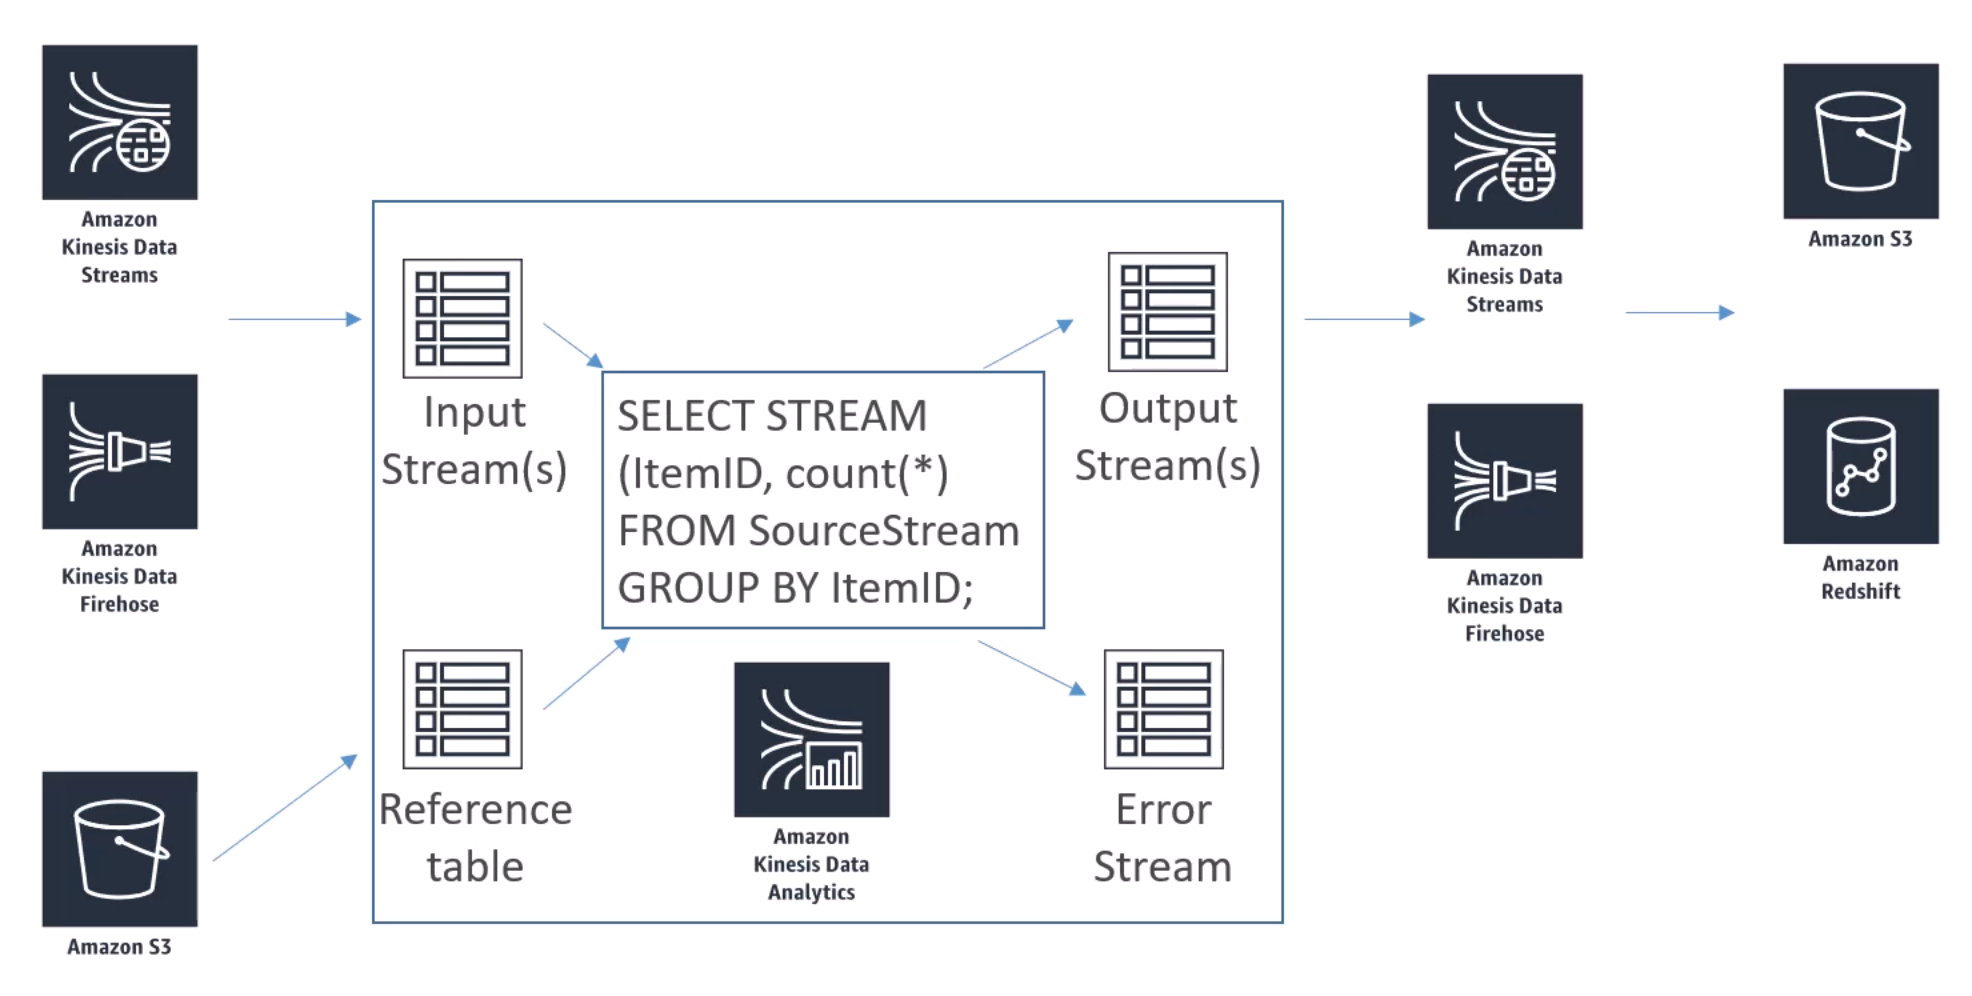 Amazon
Kinesis Data
Streams
Amazon
Kinesis Data
Firehose
Amazon S3
Input
Stream(s)
Reference
table
SELECT STREAM
(ItemID, count(*)
FROM SourceStream
GROUP BY ItemID;
Amazon
Kinesis Data
Analytics
Output
Stream(s)
Error
Stream
Amazon
Kinesis Data
Streams
Amazon
Kinesis Data
Firehose
Amazon S3
Amazon
Redshift